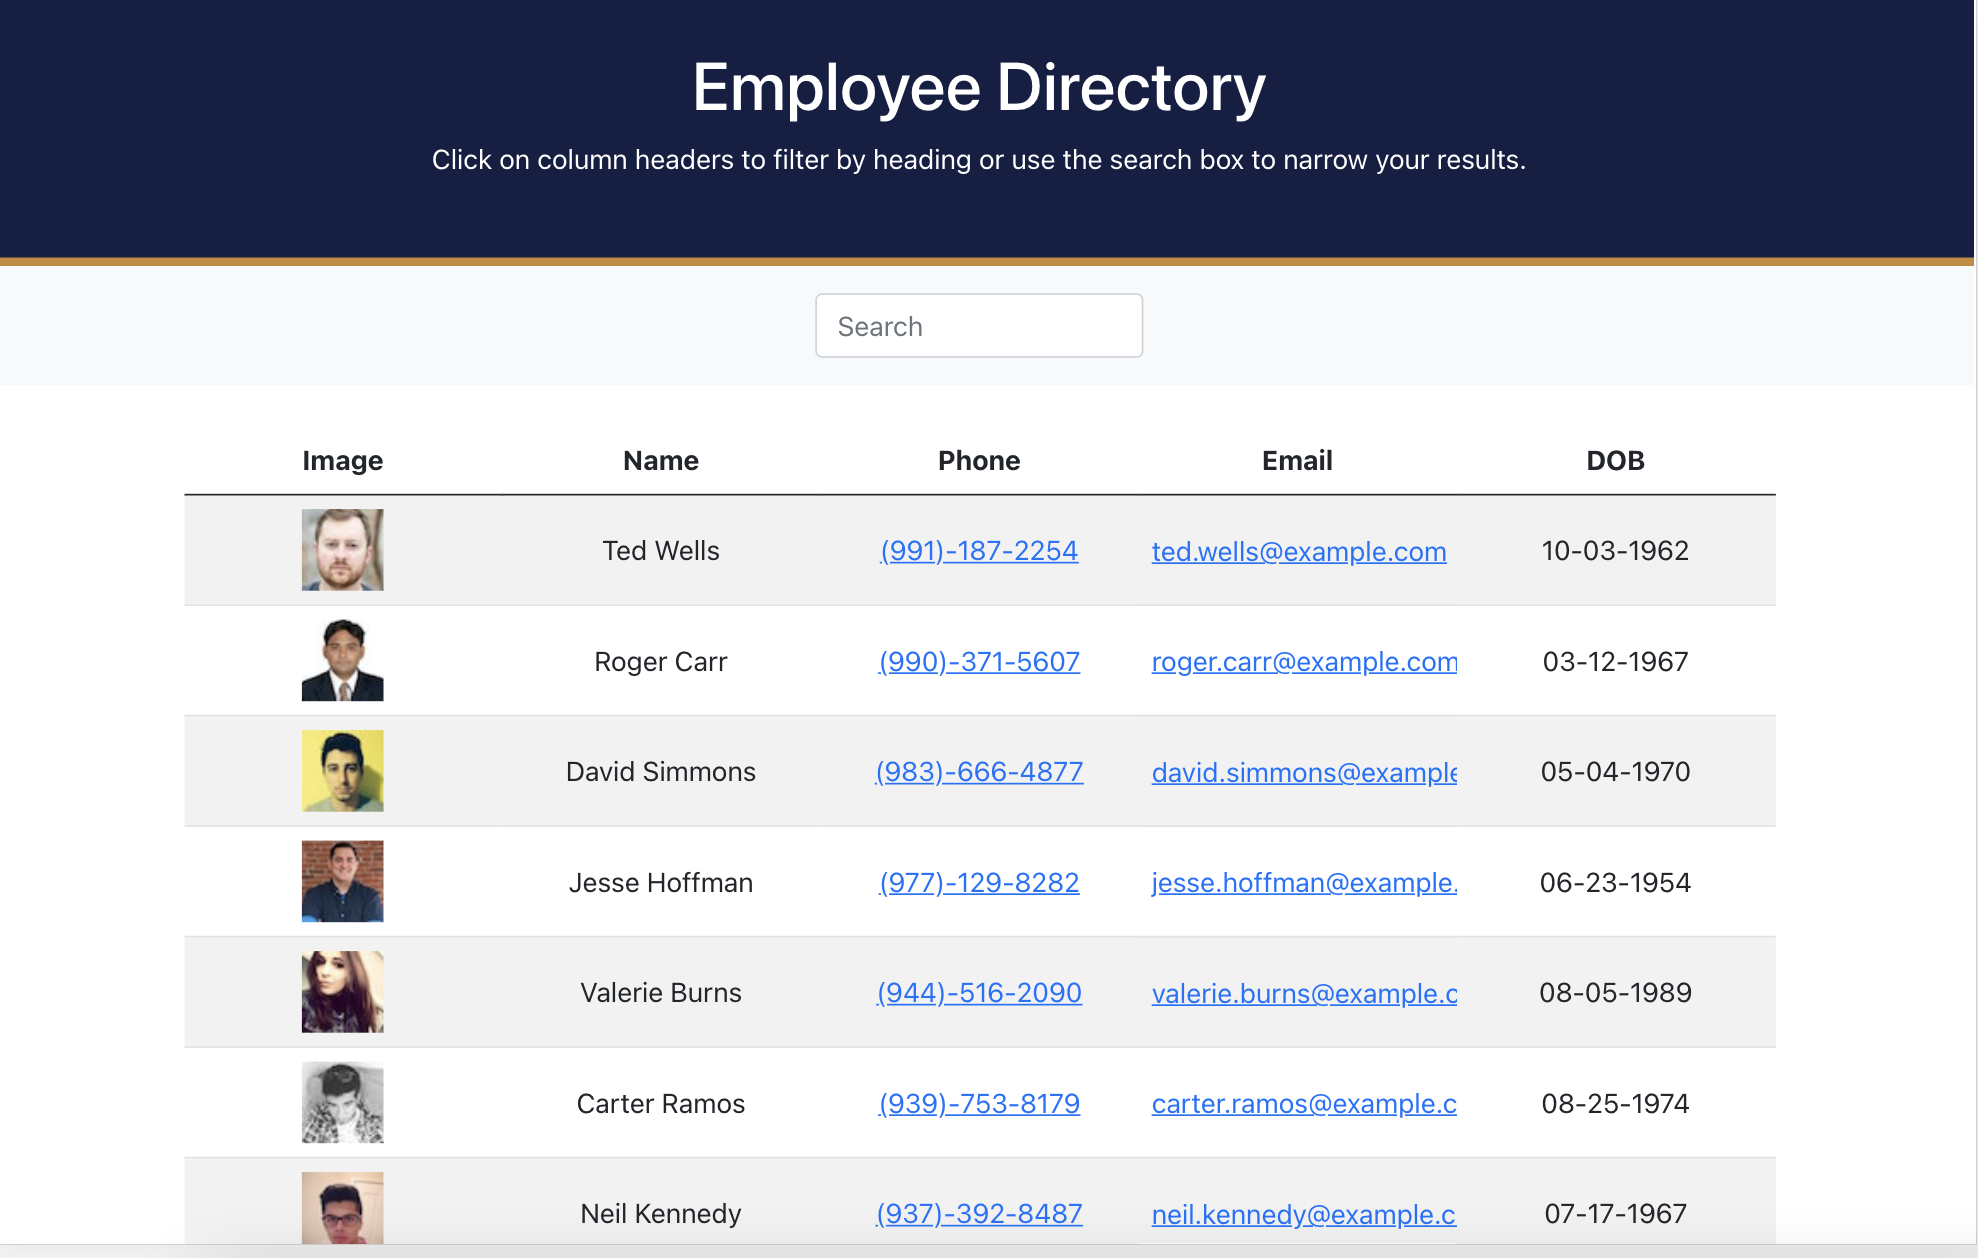 Employee Directory
Click on column headers to filter by heading or use the search box to narrow your results.
Search
Image Name Phone Email DOB
Ted Wells (991)-187-2254 ted.wells@example.com 10-03-1962
Roger Carr (990)-371-5607 roger.carr@example.com 03-12-1967
David Simmons (983)-666-4877 david.simmons@example 05-04-1970
Jesse Hoffman (977)-129-8282 jesse.hoffman@example. 06-23-1954
Valerie Burns (944)-516-2090 valerie.burns@example.c 08-05-1989
Carter Ramos (939)-753-8179 carter.ramos@example.c 08-25-1974
Neil Kennedy (937)-392-8487 neil.kennedy@example.c 07-17-1967